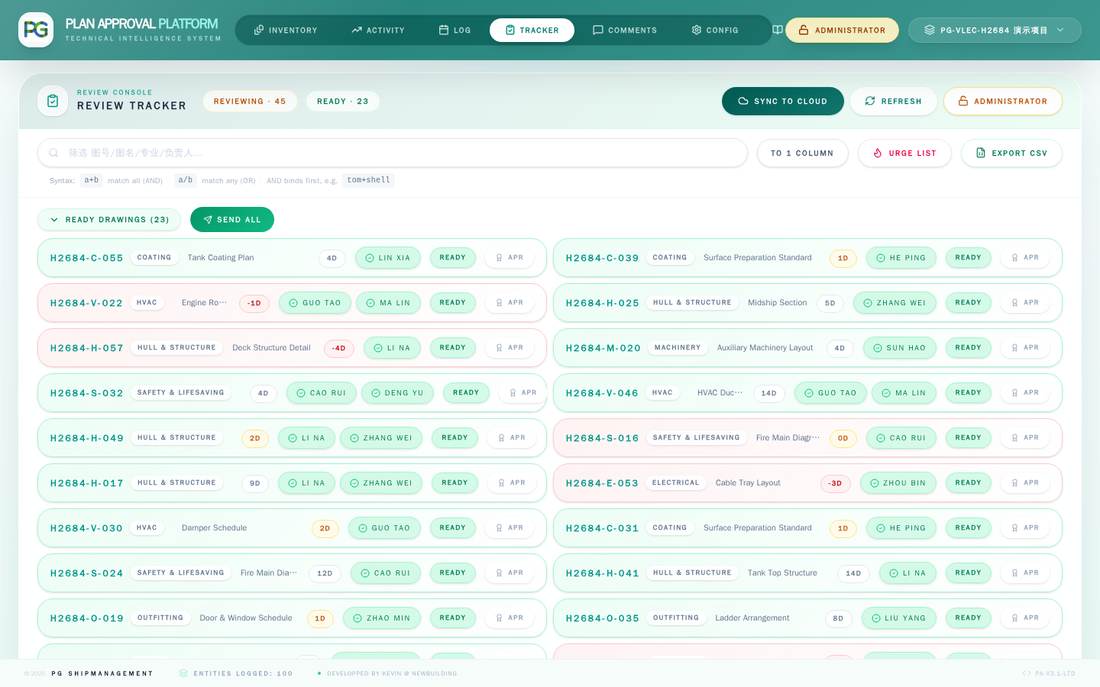 PG PLAN APPROVAL PLATFORM
TECHNICAL INTELLIGENCE SYSTEM
INVENTORY ACTIVITY LOG TRACKER COMMENTS CONFIG ADMINISTRATOR PG-VLEC-H2684 演示项目
REVIEW CONSOLE
REVIEW TRACKER REVIEWING · 45 READY · 23 SYNC TO CLOUD REFRESH ADMINISTRATOR
筛选 图号/图名/专业/负责人... TO 1 COLUMN URGE LIST EXPORT CSV
Syntax: a+b match all (AND) a/b match any (OR) AND binds first, e.g. tom+shell
READY DRAWINGS (23) SEND ALL
H2684-C-055 COATING Tank Coating Plan 4D LIN XIA READY APR
H2684-C-039 COATING Surface Preparation Standard 1D HE PING READY APR
H2684-V-022 HVAC Engine Ro··· -1D GUO TAO MA LIN READY APR
H2684-H-025 HULL & STRUCTURE Midship Section 5D ZHANG WEI READY APR
H2684-H-057 HULL & STRUCTURE Deck Structure Detail -4D LI NA READY APR
H2684-M-020 MACHINERY Auxiliary Machinery Layout 4D SUN HAO READY APR
H2684-S-032 SAFETY & LIFESAVING 4D CAO RUI DENG YU READY APR
H2684-V-046 HVAC HVAC Duc··· 14D GUO TAO MA LIN READY APR
H2684-H-049 HULL & STRUCTURE 2D LI NA ZHANG WEI READY APR
H2684-S-016 SAFETY & LIFESAVING Fire Main Diagr··· 0D CAO RUI READY APR
H2684-H-017 HULL & STRUCTURE 9D LI NA ZHANG WEI READY APR
H2684-E-053 ELECTRICAL Cable Tray Layout -3D ZHOU BIN READY APR
H2684-V-030 HVAC Damper Schedule 2D GUO TAO READY APR
H2684-C-031 COATING Surface Preparation Standard 1D HE PING READY APR
H2684-S-024 SAFETY & LIFESAVING Fire Main Dia··· 12D CAO RUI READY APR
H2684-H-041 HULL & STRUCTURE Tank Top Structure 14D LI NA READY APR
H2684-O-019 OUTFITTING Door & Window Schedule 1D ZHAO MIN READY APR
H2684-O-035 OUTFITTING Ladder Arrangement 8D LIU YANG READY APR
PG SHIPMANAGEMENT ENTITIES LOGGED: 100 DEVELOPPED BY KEVIN @ NEWBUILDING